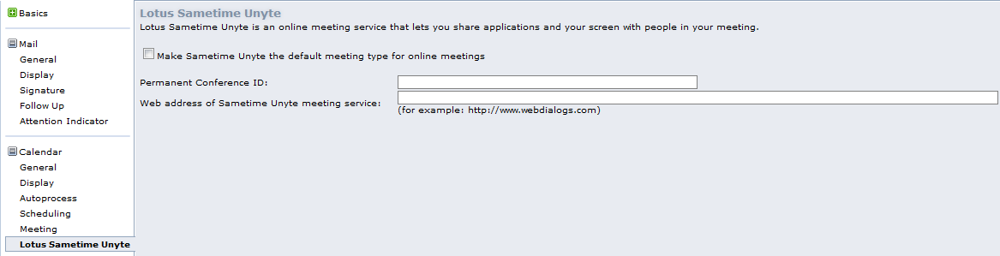 Basics
Mail
General
Display
Signature
Follow Up
Attention Indicator
Calendar
General
Display
Autoprocess
Scheduling
Meeting
Lotus Sametime Unyte
Lotus Sametime Unyte
Lotus Sametime Unyte is an online meeting service that lets you share applications and your screen with people in your meeting.
Make Sametime Unyte the default meeting type for online meetings
Permanent Conference ID:
Web address of Sametime Unyte meeting service:
(for example: http://www.webdialogs.com)